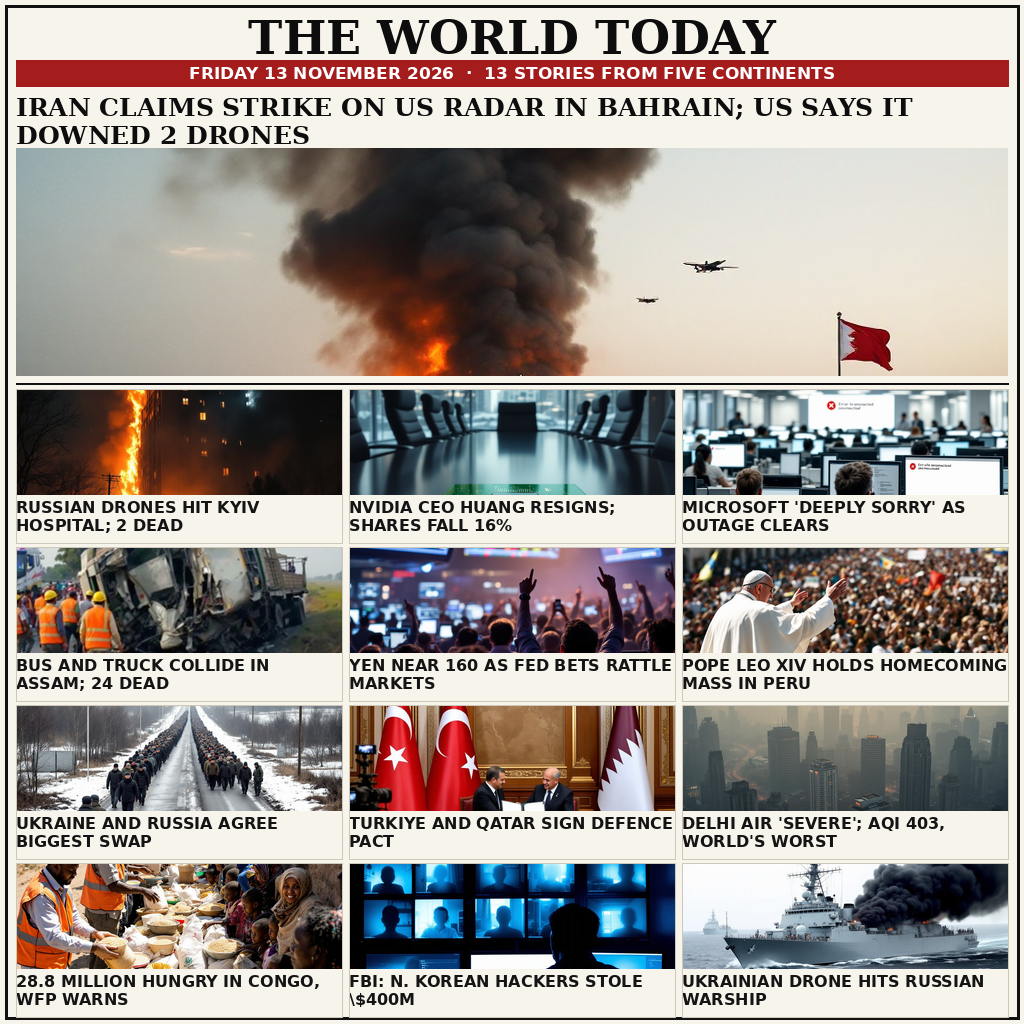 THE WORLD TODAY
FRIDAY 13 NOVEMBER 2026 · 13 STORIES FROM FIVE CONTINENTS
IRAN CLAIMS STRIKE ON US RADAR IN BAHRAIN; US SAYS IT
DOWNED 2 DRONES
RUSSIAN DRONES HIT KYIV
HOSPITAL; 2 DEAD
NVIDIA CEO HUANG RESIGNS;
SHARES FALL 16%
MICROSOFT 'DEEPLY SORRY' AS
OUTAGE CLEARS
BUS AND TRUCK COLLIDE IN
ASSAM; 24 DEAD
YEN NEAR 160 AS FED BETS RATTLE
MARKETS
POPE LEO XIV HOLDS HOMECOMING
MASS IN PERU
UKRAINE AND RUSSIA AGREE
BIGGEST SWAP
TURKIYE AND QATAR SIGN DEFENCE
PACT
DELHI AIR 'SEVERE'; AQI 403,
WORLD'S WORST
28.8 MILLION HUNGRY IN CONGO,
WFP WARNS
FBI: N. KOREAN HACKERS STOLE
\$400M
UKRAINIAN DRONE HITS RUSSIAN
WARSHIP